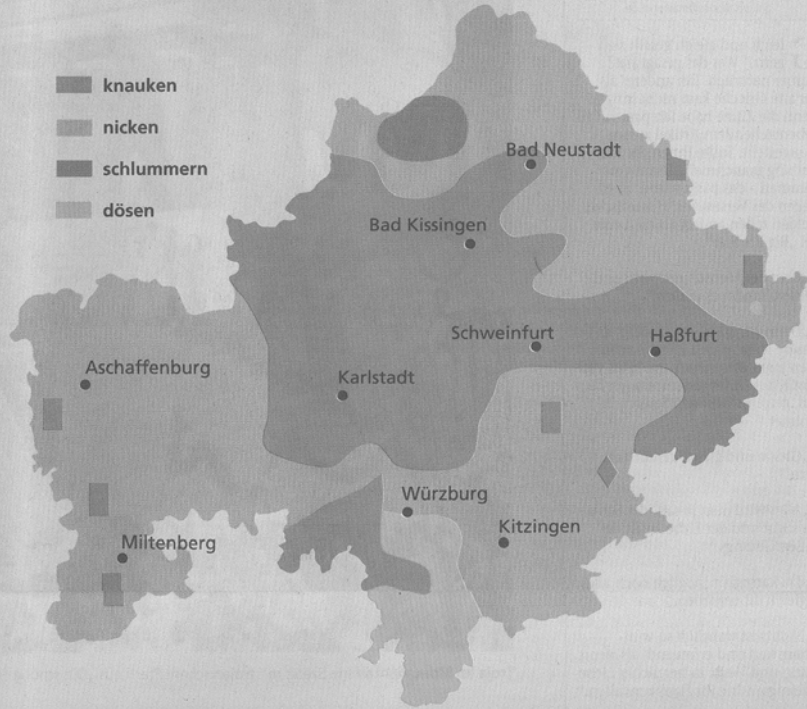 knauken
nicken
schlummern
dösen
Bad Neustadt
Bad Kissingen
Schweinfurt
Haßfurt
Aschaffenburg
Karlstadt
Würzburg
Kitzingen
Miltenberg